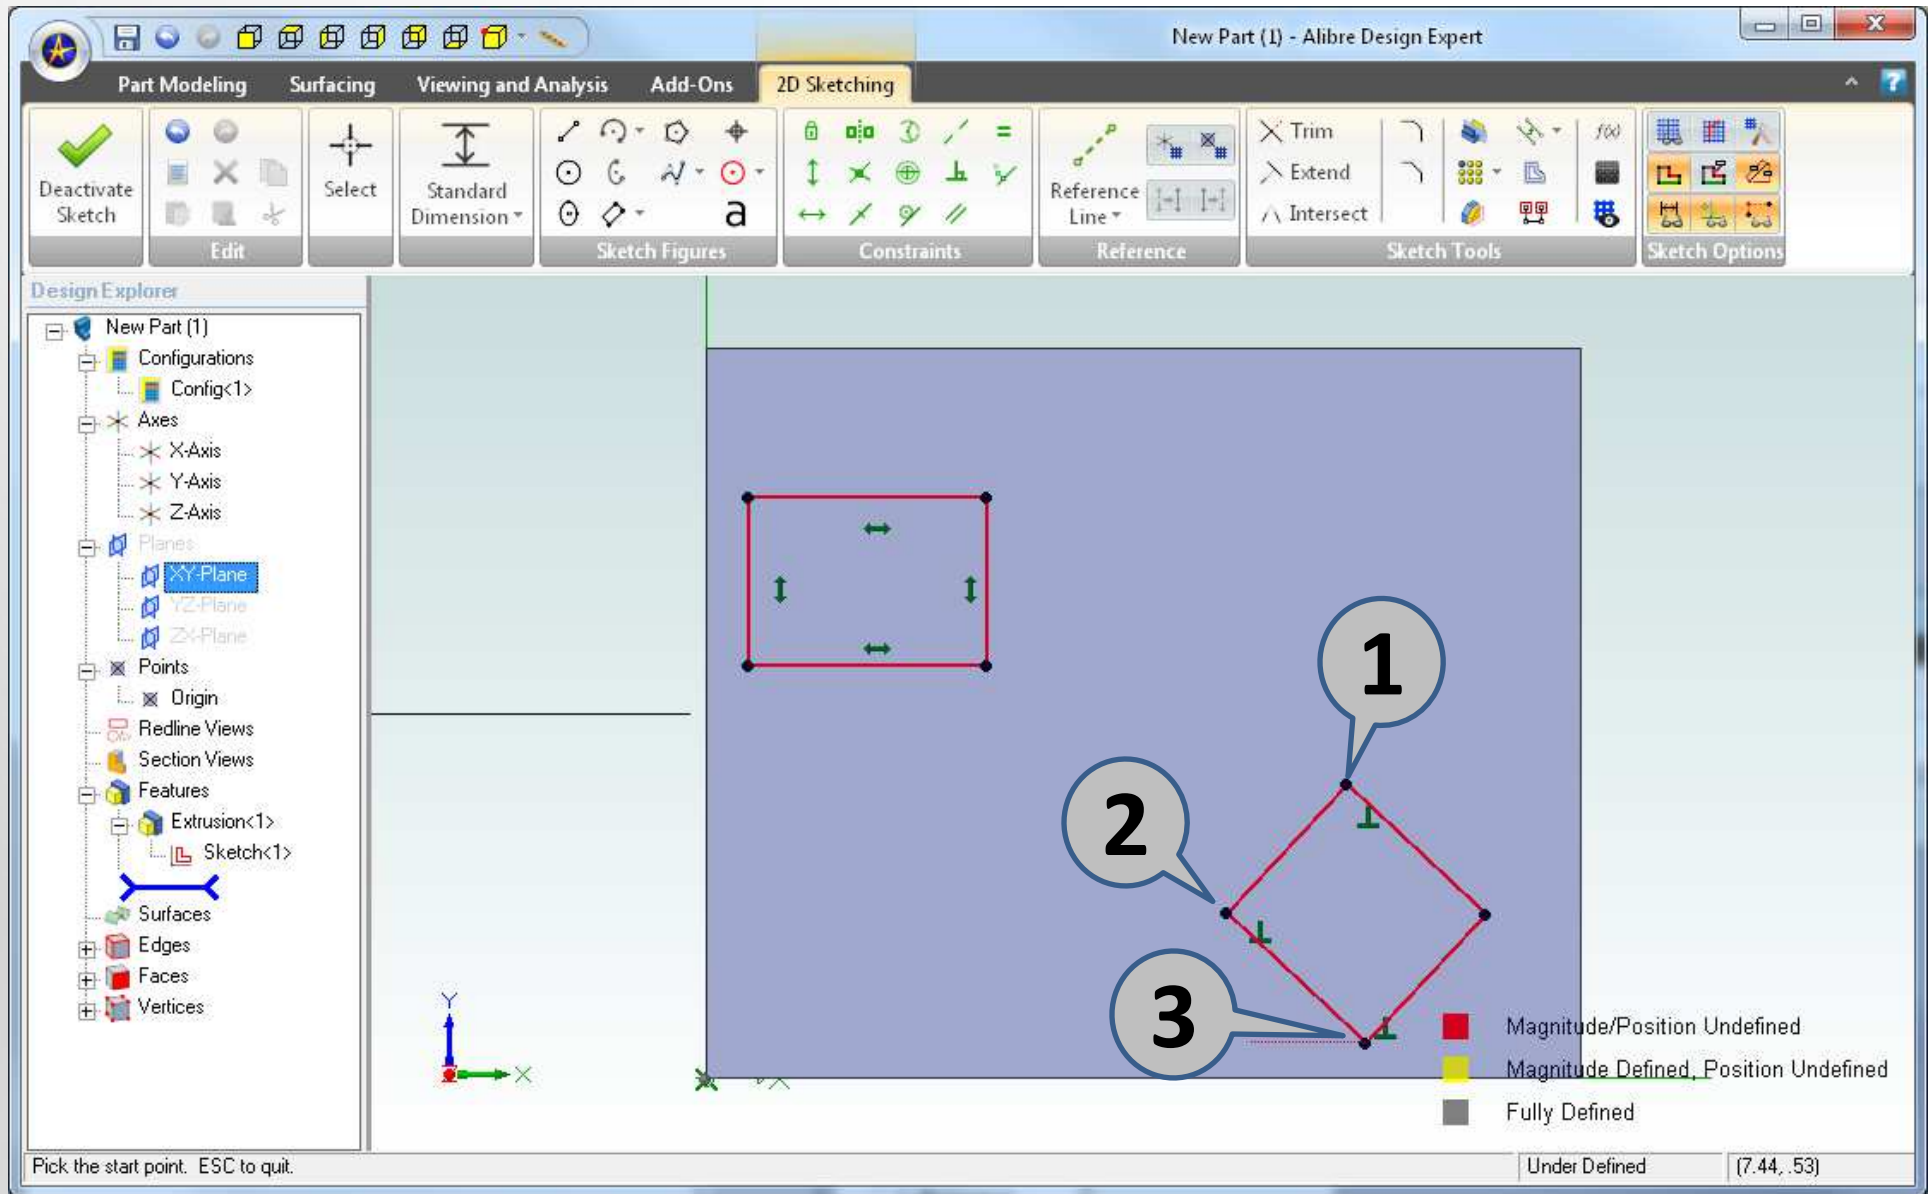 New Part (1) - Alibre Design Expert
Part Modeling Surfacing Viewing and Analysis Add-Ons 2D Sketching
Deactivate Sketch
Edit
Select
Standard Dimension
a
Sketch Figures
Constraints
Reference Line
Reference
Trim
Extend
Intersect
f(x)
Sketch Tools
Sketch Options
Design Explorer
New Part (1)
Configurations
Config<1>
Axes
X-Axis
Y-Axis
Z-Axis
Planes
XY-Plane
YZ-Plane
ZX-Plane
Points
Origin
Redline Views
Section Views
Features
Extrusion<1>
Sketch<1>
Surfaces
Edges
Faces
Vertices
Y
X
X
1
2
3
Magnitude/Position Undefined
Magnitude Defined, Position Undefined
Fully Defined
Pick the start point. ESC to quit.
Under Defined
(7.44, .53)